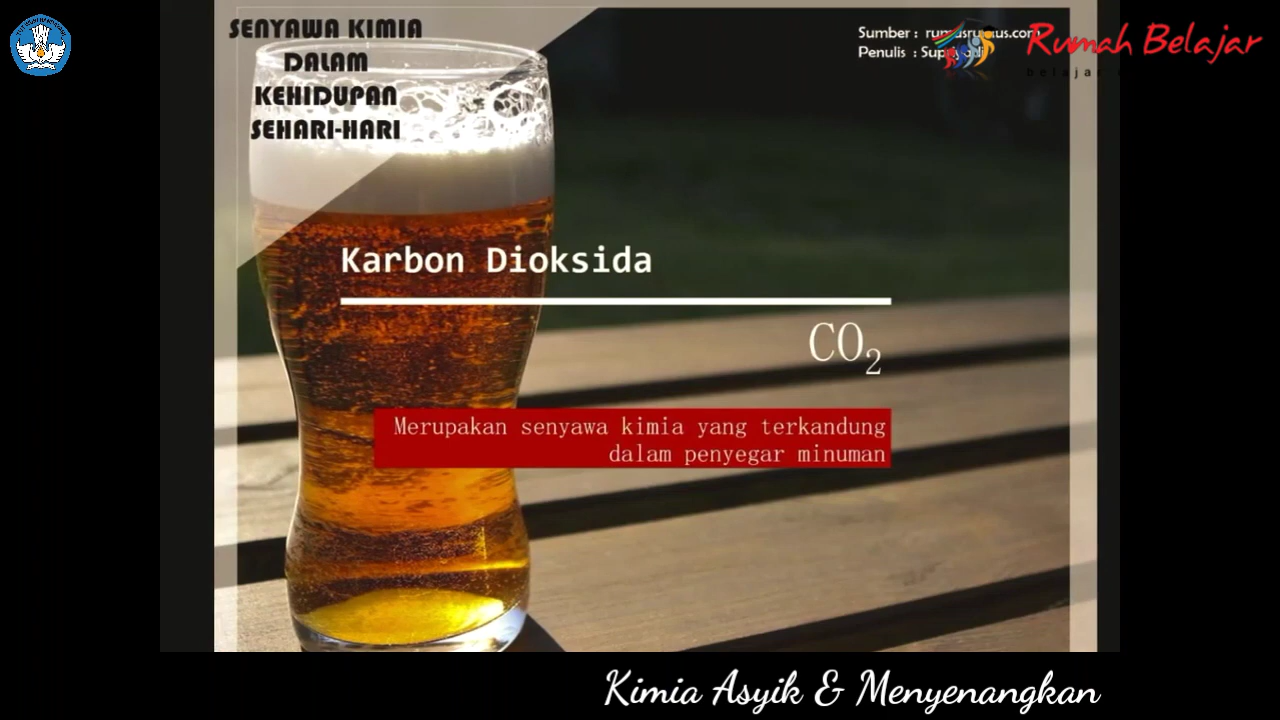 SENYAWA KIMIA
DALAM
KEHIDUPAN
SEHARI-HARI
Sumber :
Penulis :
Rumah Belajar
belajar
Karbon Dioksida
CO₂
Merupakan senyawa kimia yang terkandung
dalam penyegar minuman
Kimia Asyik & Menyenangkan